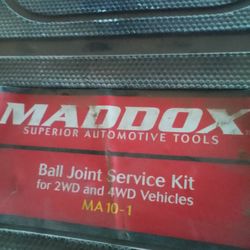 MADDOX
SUPERIOR AUTOMOTIVE TOOLS
Ball Joint Service Kit
for 2WD and 4WD Vehicles
MA10-1